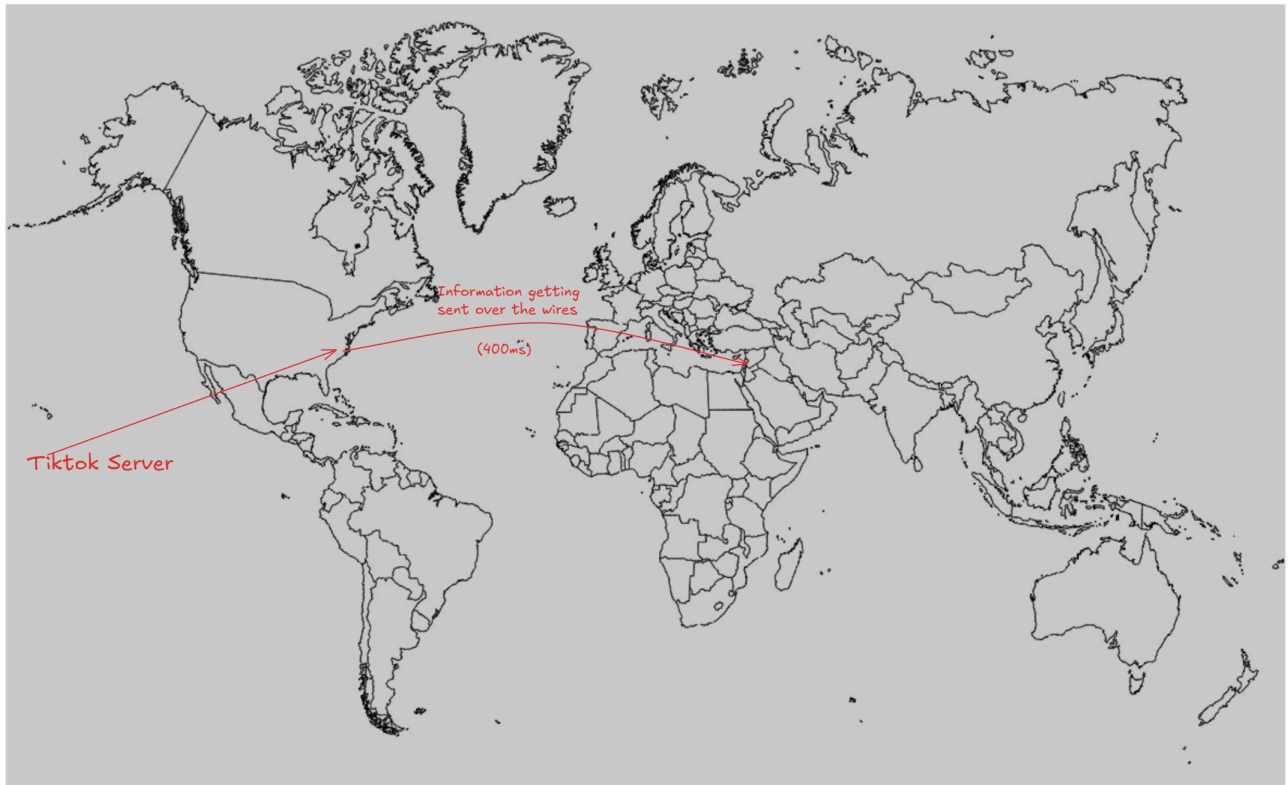 Information getting
sent over the wires
(400ms)
Tiktok Server